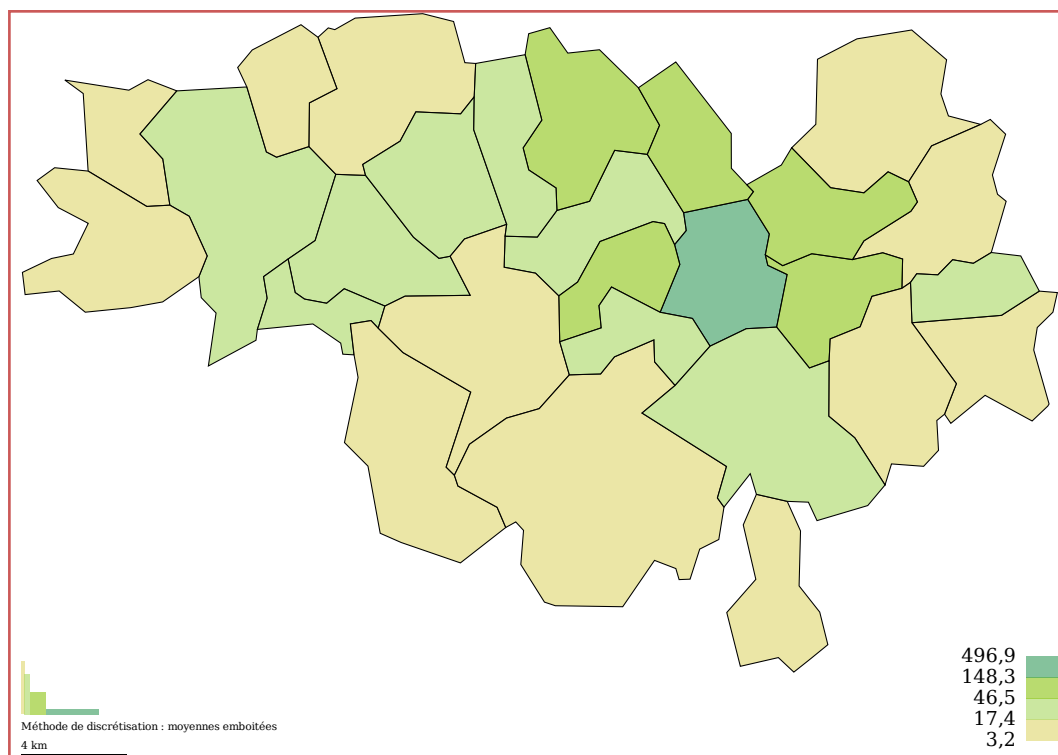 496,9
148,3
46,5
17,4
3,2
Méthode de discrétisation : moyennes emboitées
4 km